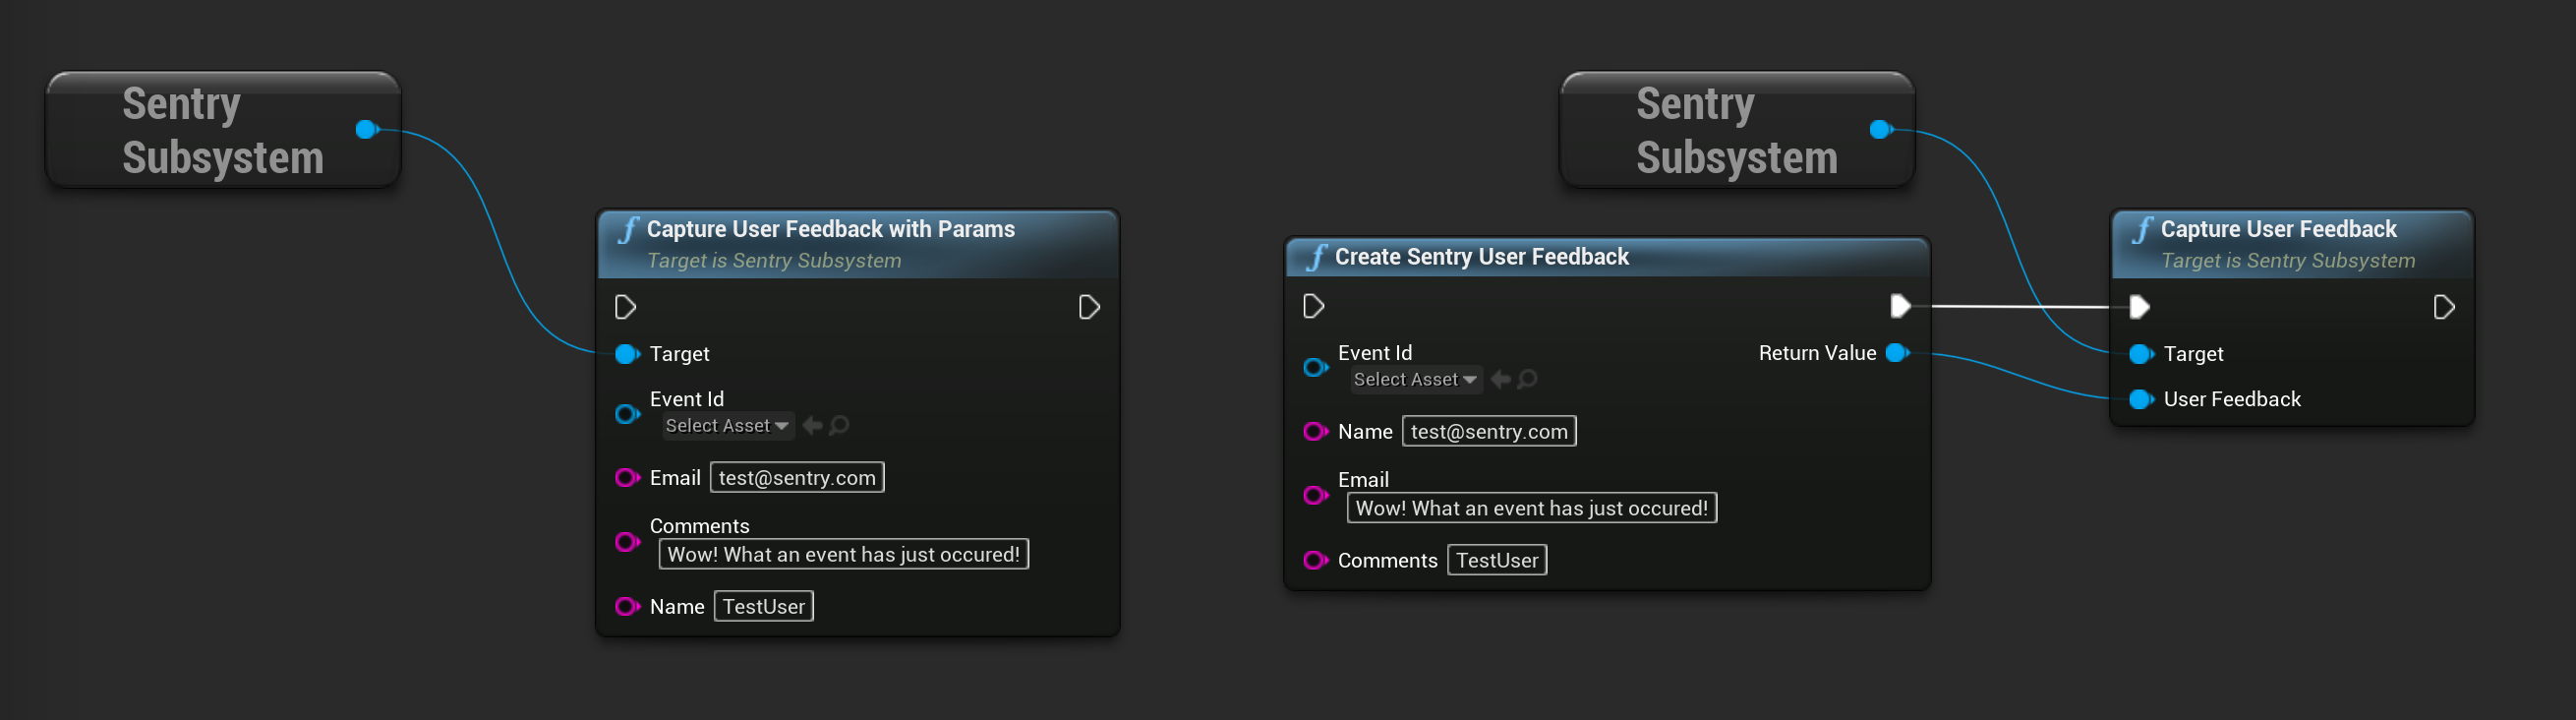 Sentry
Subsystem
Capture User Feedback with Params
Target is Sentry Subsystem
Target
Event Id
Select Asset
Email test@sentry.com
Comments
Wow! What an event has just occured!
Name TestUser
Sentry
Subsystem
Create Sentry User Feedback
Event Id
Select Asset
Return Value
Name test@sentry.com
Email
Wow! What an event has just occured!
Comments TestUser
Capture User Feedback
Target is Sentry Subsystem
Target
User Feedback